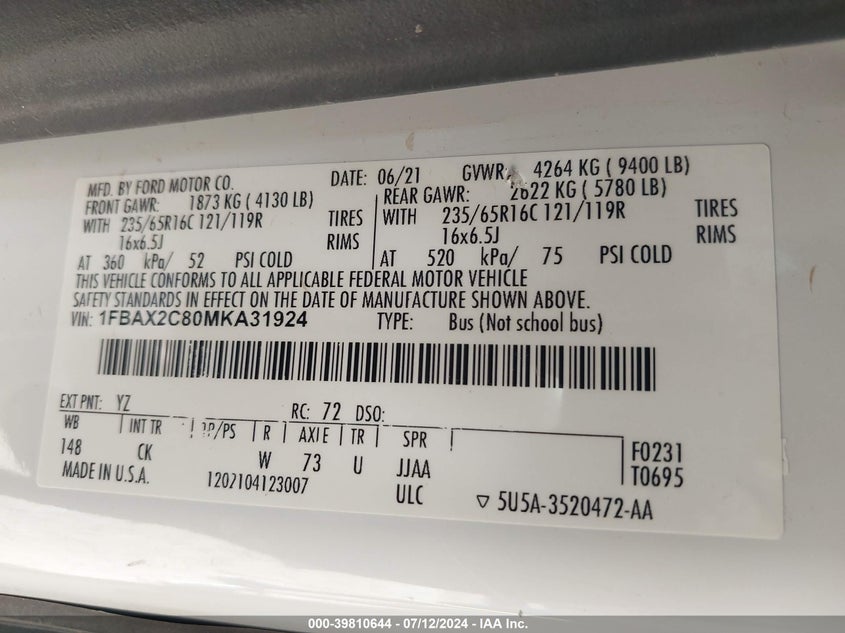 MFD. BY FORD MOTOR CO. DATE: 06/21 GVWR: 4264 KG ( 9400 LB)
FRONT GAWR: 1873 KG ( 4130 LB) REAR GAWR: 2622 KG ( 5780 LB)
WITH 235/65R16C 121/119R TIRES WITH 235/65R16C 121/119R TIRES
16x6.5J RIMS 16x6.5J RIMS
AT 360 kPa/ 52 PSI COLD AT 520 kPa/ 75 PSI COLD
THIS VEHICLE CONFORMS TO ALL APPLICABLE FEDERAL MOTOR VEHICLE
SAFETY STANDARDS IN EFFECT ON THE DATE OF MANUFACTURE SHOWN ABOVE.
VIN: 1FBAX2C80MKA31924 TYPE: Bus (Not school bus)
EXT PNT: YZ RC: 72 DSO:
WB INT TR /PS R AXLE TR SPR
148 CK W 73 U JJAA F0231
MADE IN U.S.A. ULC T0695
1202104123007 ▽ 5U5A-3520472-AA
000-39810644 - 07/12/2024 - IAA Inc.